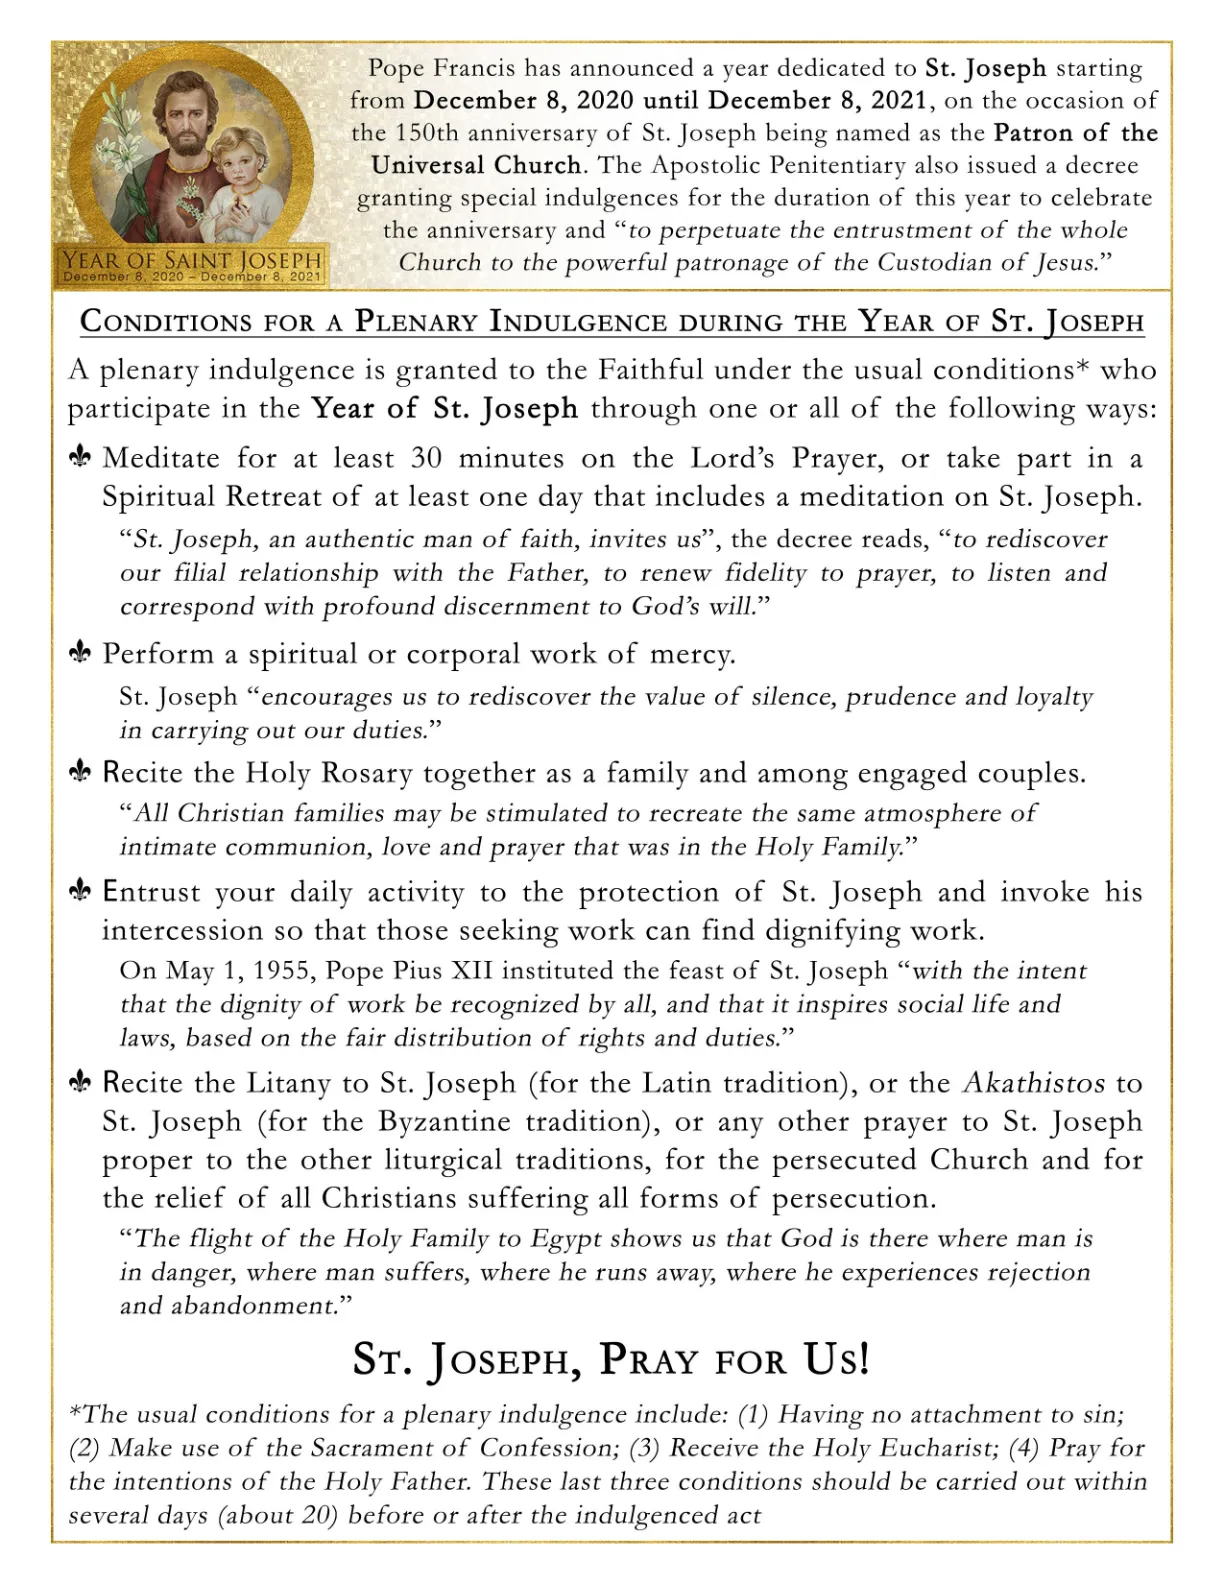 Pope Francis has announced a year dedicated to St. Joseph starting
from December 8, 2020 until December 8, 2021, on the occasion of
the 150th anniversary of St. Joseph being named as the Patron of the
Universal Church. The Apostolic Penitentiary also issued a decree
granting special indulgences for the duration of this year to celebrate
the anniversary and “to perpetuate the entrustment of the whole
Church to the powerful patronage of the Custodian of Jesus.”
YEAR OF SAINT JOSEPH
December 8, 2020 – December 8, 2021
CONDITIONS FOR A PLENARY INDULGENCE DURING THE YEAR OF ST. JOSEPH
A plenary indulgence is granted to the Faithful under the usual conditions* who
participate in the Year of St. Joseph through one or all of the following ways:
⚜ Meditate for at least 30 minutes on the Lord’s Prayer, or take part in a
Spiritual Retreat of at least one day that includes a meditation on St. Joseph.
“St. Joseph, an authentic man of faith, invites us”, the decree reads, “to rediscover
our filial relationship with the Father, to renew fidelity to prayer, to listen and
correspond with profound discernment to God’s will.”
⚜ Perform a spiritual or corporal work of mercy.
St. Joseph “encourages us to rediscover the value of silence, prudence and loyalty
in carrying out our duties.”
⚜ Recite the Holy Rosary together as a family and among engaged couples.
“All Christian families may be stimulated to recreate the same atmosphere of
intimate communion, love and prayer that was in the Holy Family.”
⚜ Entrust your daily activity to the protection of St. Joseph and invoke his
intercession so that those seeking work can find dignifying work.
On May 1, 1955, Pope Pius XII instituted the feast of St. Joseph “with the intent
that the dignity of work be recognized by all, and that it inspires social life and
laws, based on the fair distribution of rights and duties.”
⚜ Recite the Litany to St. Joseph (for the Latin tradition), or the Akathistos to
St. Joseph (for the Byzantine tradition), or any other prayer to St. Joseph
proper to the other liturgical traditions, for the persecuted Church and for
the relief of all Christians suffering all forms of persecution.
“The flight of the Holy Family to Egypt shows us that God is there where man is
in danger, where man suffers, where he runs away, where he experiences rejection
and abandonment.”
ST. JOSEPH, PRAY FOR US!
*The usual conditions for a plenary indulgence include: (1) Having no attachment to sin;
(2) Make use of the Sacrament of Confession; (3) Receive the Holy Eucharist; (4) Pray for
the intentions of the Holy Father. These last three conditions should be carried out within
several days (about 20) before or after the indulgenced act